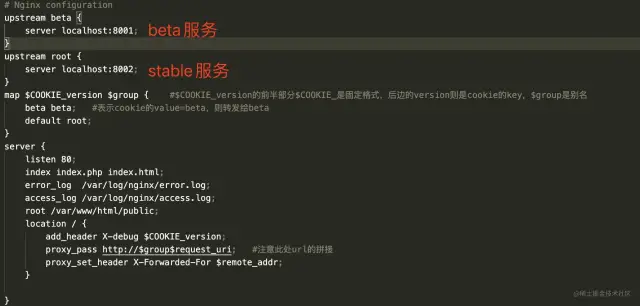 # Nginx configuration
upstream beta {
server localhost:8001; beta服务
}
upstream root {
server localhost:8002; stable服务
}
map $COOKIE_version $group { #$COOKIE_version的前半部分$COOKIE_是固定格式，后边的version则是cookie的key，$group是别名
beta beta; #表示cookie的value=beta，则转发给beta
default root;
}
server {
listen 80;
index index.php index.html;
error_log /var/log/nginx/error.log;
access_log /var/log/nginx/access.log;
root /var/www/html/public;
location / {
add_header X-debug $COOKIE_version;
proxy_pass http://$group$request_uri; #注意此处url的拼接
proxy_set_header X-Forwarded-For $remote_addr;
}
}
@稀土掘金技术社区